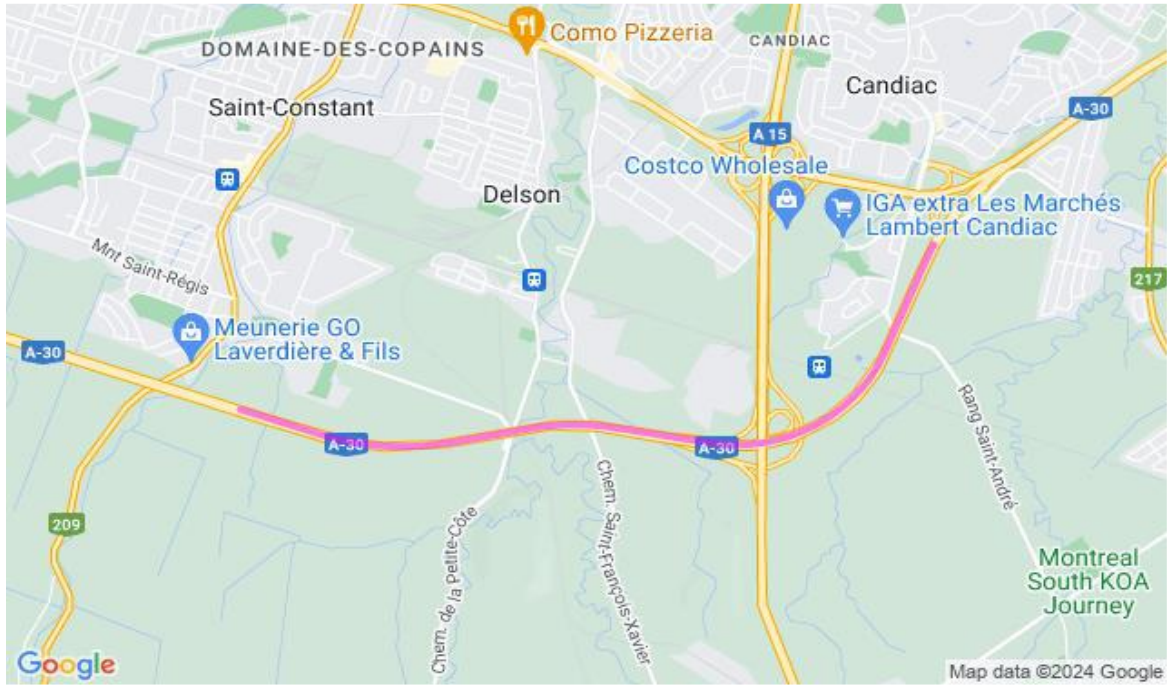 Como Pizzeria
DOMAINE-DES-COPAINS
CANDIAC
Candiac
Saint-Constant
A-30
A 15
Costco Wholesale
Delson
IGA extra Les Marchés
Lambert Candiac
Mnt Saint-Régis
217
Meunerie GO
Laverdière & Fils
A-30
A-30
A-30
Rang Saint-André
209
Chem. de la Petite-Côte
Chem. Saint-François-Xavier
Montreal
South KOA
Journey
Google
Map data ©2024 Google